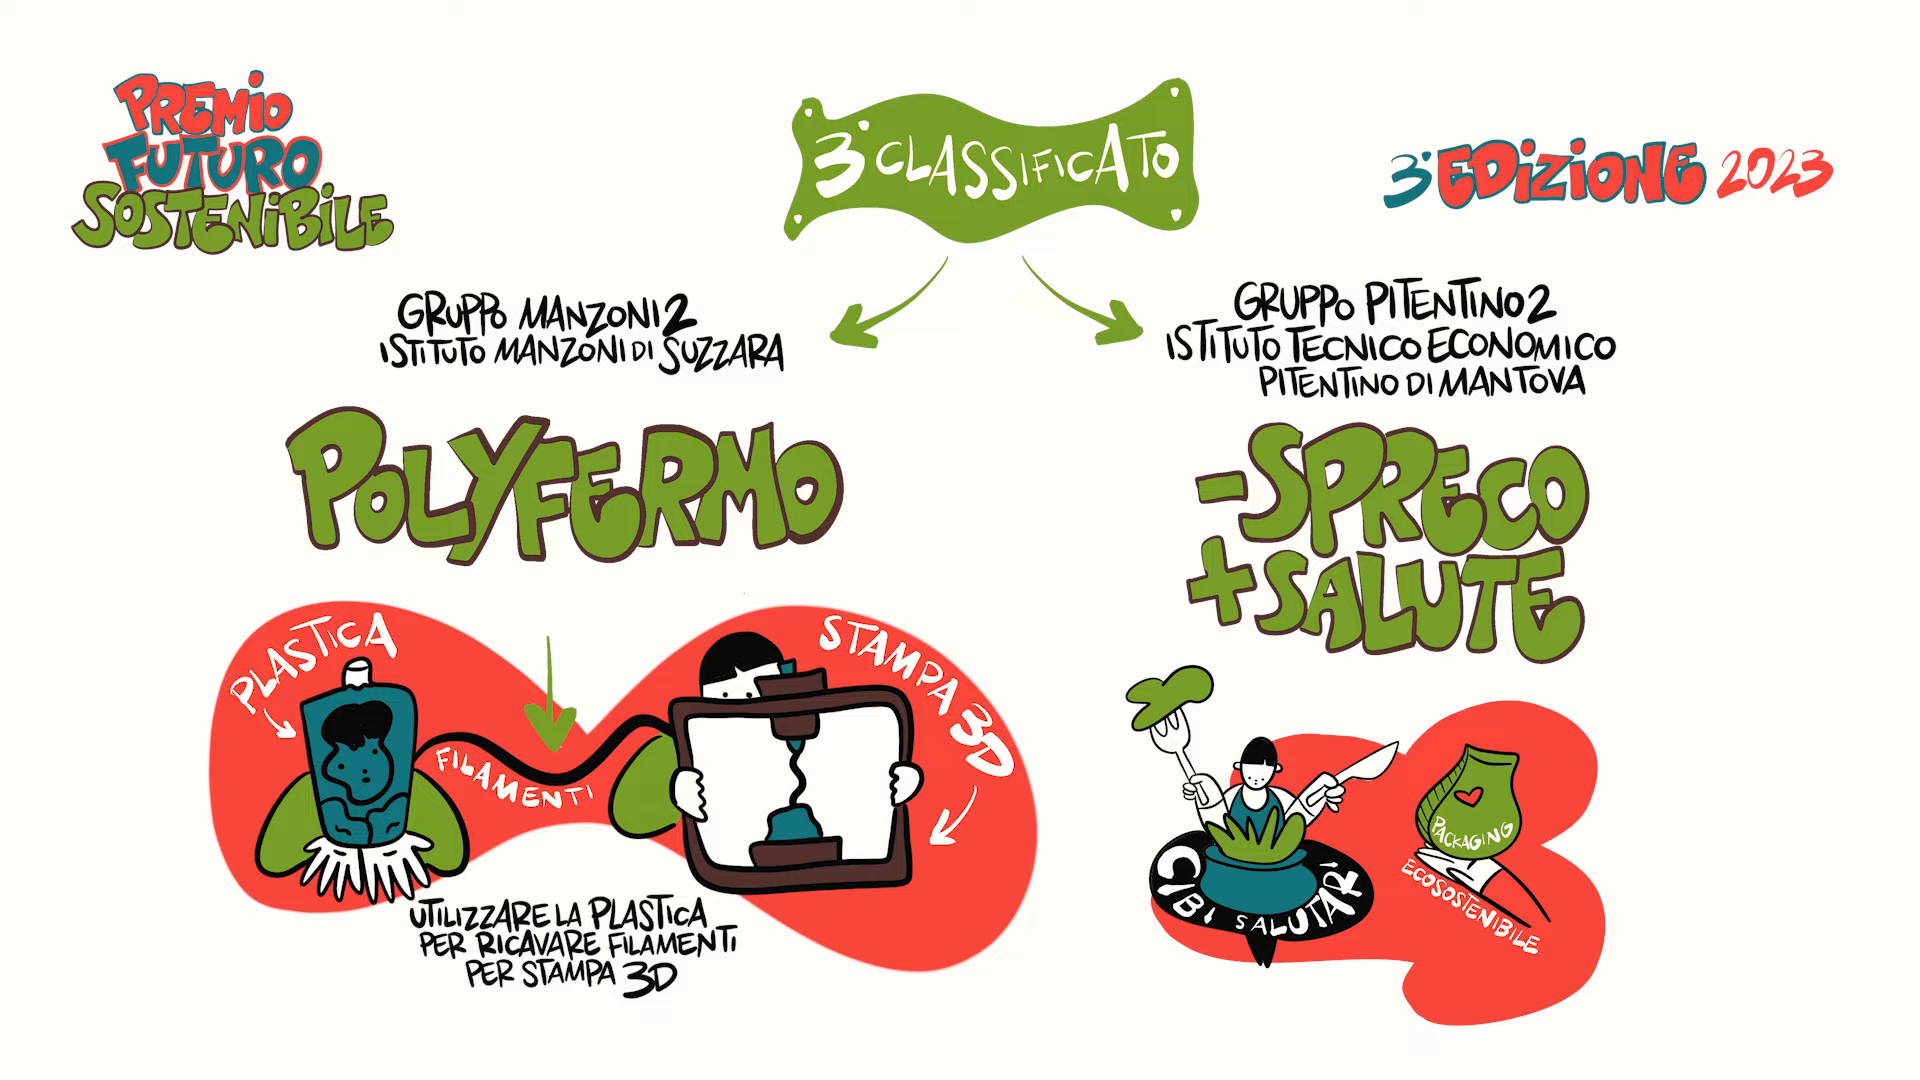 PREMIO
FUTURO
SOSTENIBILE
3° CLASSIFICATO
3° EDIZIONE 2023
GRUPPO MANZONI 2
ISTITUTO MANZONI DI SUZZARA
POLYFERMO
PLASTICA
FILAMENTI
STAMPA 3D
UTILIZZARE LA PLASTICA
PER RICAVARE FILAMENTI
PER STAMPA 3D
GRUPPO PITENTINO 2
ISTITUTO TECNICO ECONOMICO
PITENTINO DI MANTOVA
-SPRECO
+SALUTE
CIBI SALUTARI
PACKAGING
ECOSOSTENIBILE